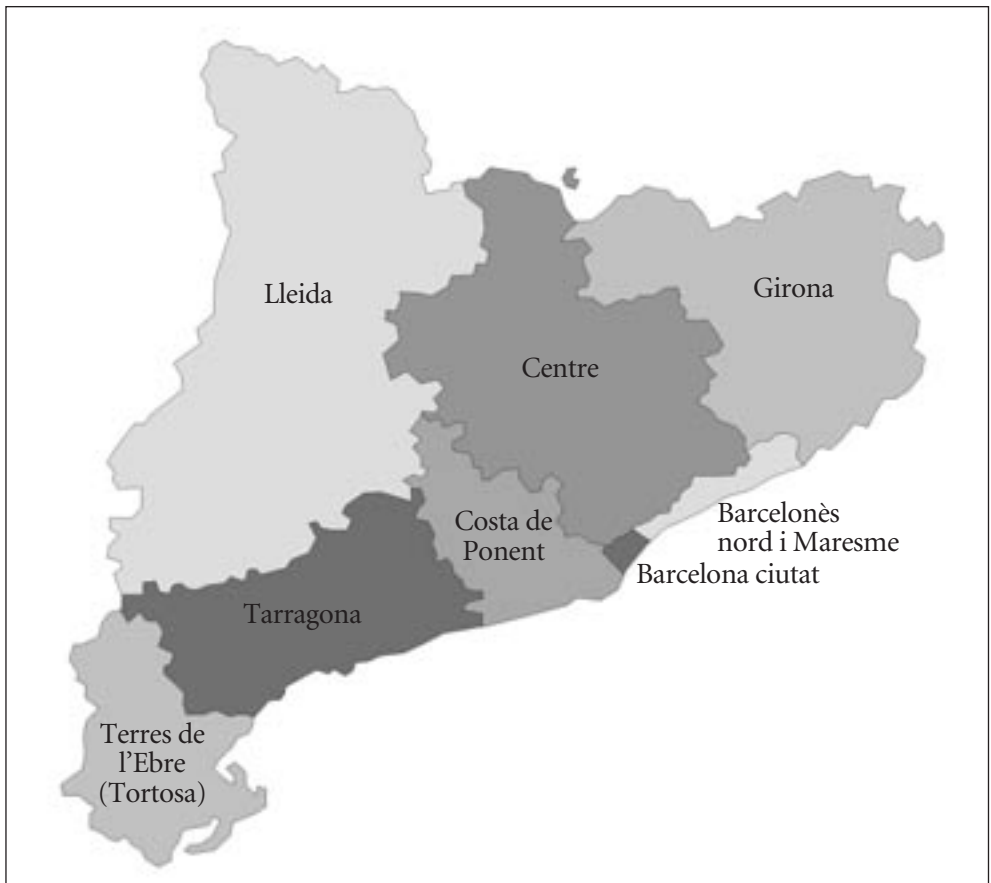 Lleida
Girona
Centre
Costa de
Ponent
Barcelonès
nord i Maresme
Barcelona ciutat
Tarragona
Terres de
l’Ebre
(Tortosa)